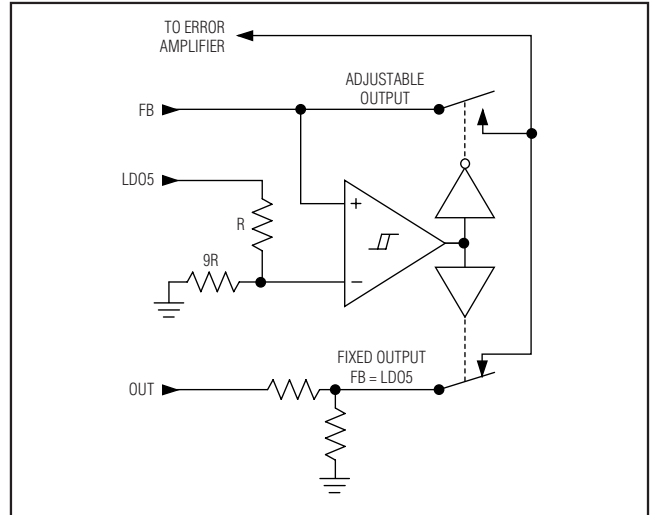 TO ERROR
AMPLIFIER
ADJUSTABLE
OUTPUT
FB
LDO5
R
+
9R
−
FIXED OUTPUT
FB = LDO5
OUT